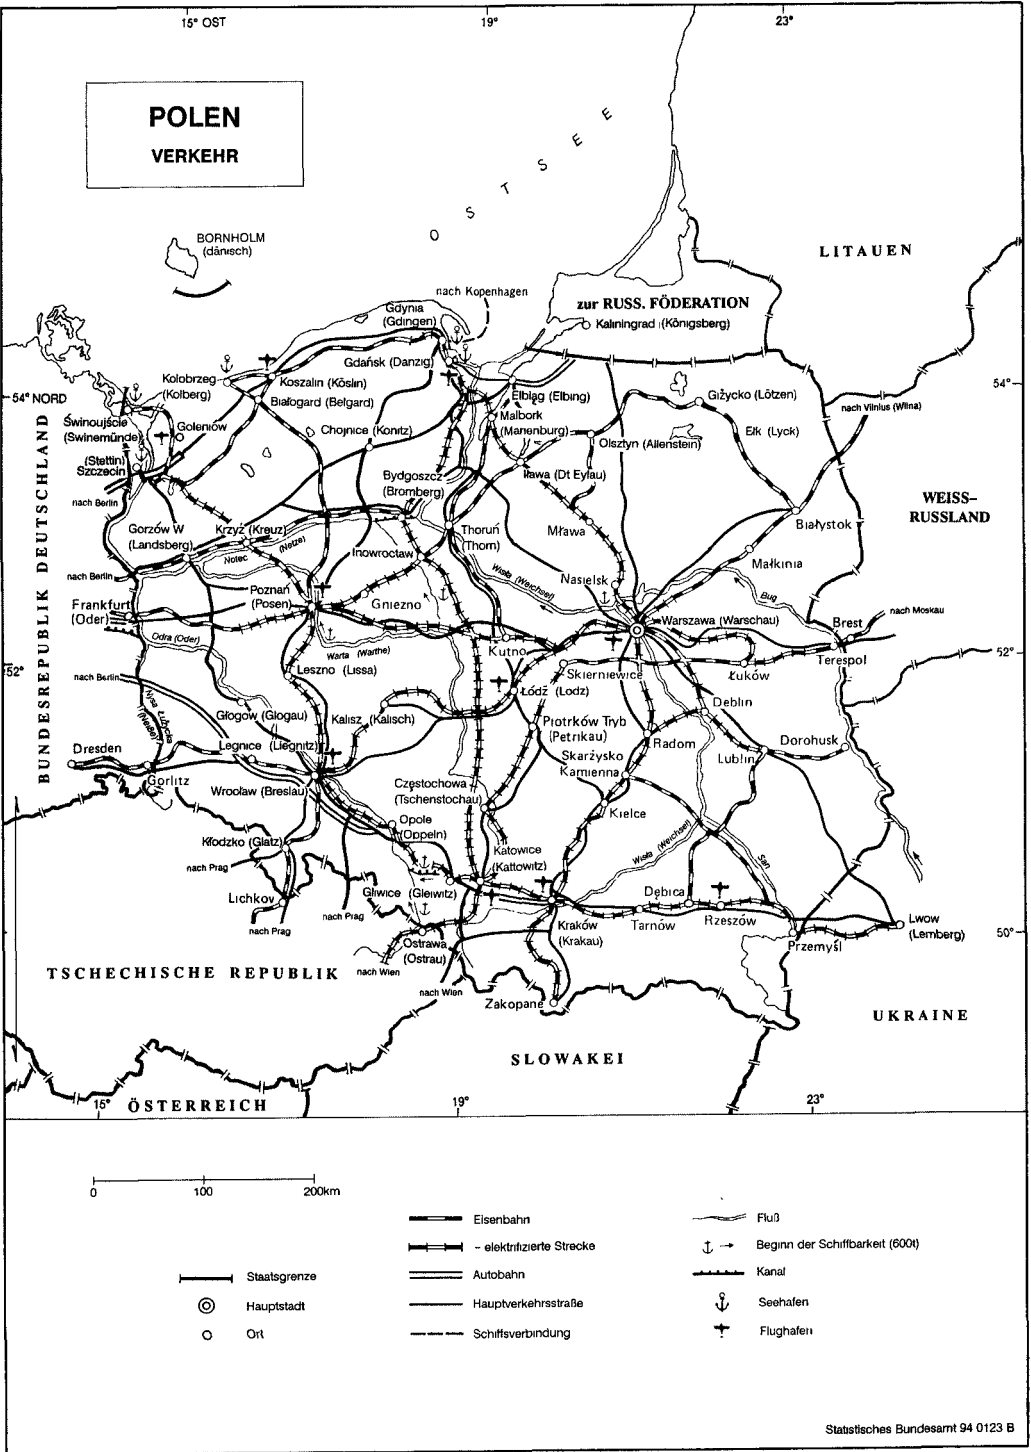 15° OST
19°
23°
POLEN
VERKEHR
O S T S E E
BORNHOLM
(dänisch)
LITAUEN
nach Kopenhagen
zur RUSS. FÖDERATION
Kaliningrad (Königsberg)
Gdynia
(Gdingen)
Gdańsk (Danzig)
Kolobrzeg
(Kolberg)
Koszalin (Köslin)
Białogard (Belgard)
Elbląg (Elbing)
Giżycko (Lötzen)
54° NORD
54°
nach Vilnius (Wilna)
Świnoujście
(Swinemünde)
Goleniów
Chojnice (Konitz)
Malbork
(Marienburg)
Olsztyn (Allenstein)
Ełk (Lyck)
(Stettin)
Szczecin
nach Berlin
Bydgoszcz
(Bromberg)
Iława (Dt Eylau)
WEISS-
RUSSLAND
BUNDESREPUBLIK DEUTSCHLAND
Gorzów W
(Landsberg)
Krzyż (Kreuz)
Notec
(Netze)
Thoruń
(Thorn)
Mława
Białystok
Inowrocław
Małkinia
nach Berlin
Wisła (Weichsel)
Nasielsk
Bug
Poznań
(Posen)
Gniezno
Frankfurt
(Oder)
Warszawa (Warschau)
nach Moskau
Brest
Odra (Oder)
Warta (Warthe)
Kutno
Terespol
52°
52°
nach Berlin
Leszno (Lissa)
Skierniewice
Łuków
Nysa Łużycka
(Neiße)
Łódź (Lodz)
Głogow (Glogau)
Kalisz (Kalisch)
Dęblin
Piotrków Tryb
(Petrikau)
Dresden
Legnice (Liegnitz)
Radom
Dorohusk
Skarżysko
Kamienna
Lublin
Görlitz
Wrocław (Breslau)
Częstochowa
(Tschenstochau)
Kielce
Opole
(Oppeln)
Kłodzko (Glatz)
Katowice
(Kattowitz)
Wisła (Weichsel)
San
nach Prag
Lichkov
Gliwice (Gleiwitz)
Dębica
nach Prag
nach Prag
Rzeszów
Tarnów
Kraków
(Krakau)
Lwow
(Lemberg)
50°
Ostrawa
(Ostrau)
Przemyśl
TSCHECHISCHE REPUBLIK
nach Wien
nach Wien
Zakopane
UKRAINE
SLOWAKEI
ÖSTERREICH
15°
19°
23°
0
100
200km
Staatsgrenze
Hauptstadt
Ort
Eisenbahn
- elektrifizierte Strecke
Autobahn
Hauptverkehrsstraße
Schiffsverbindung
Fluß
Beginn der Schiffbarkeit (600t)
Kanal
Seehafen
Flughafen
Statistisches Bundesamt 94 0123 B